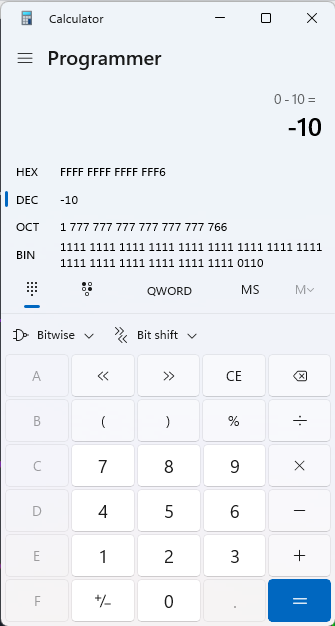 Calculator
Programmer
0 - 10 =
-10
HEX FFFF FFFF FFFF FFF6
DEC -10
OCT 1 777 777 777 777 777 777 766
BIN 1111 1111 1111 1111 1111 1111 1111 1111 1111
1111 1111 1111 1111 1111 1111 0110
QWORD MS M
Bitwise Bit shift
A << >> CE
B ( ) % ÷
C 7 8 9 ×
D 4 5 6 −
E 1 2 3 +
F +/− 0 . =